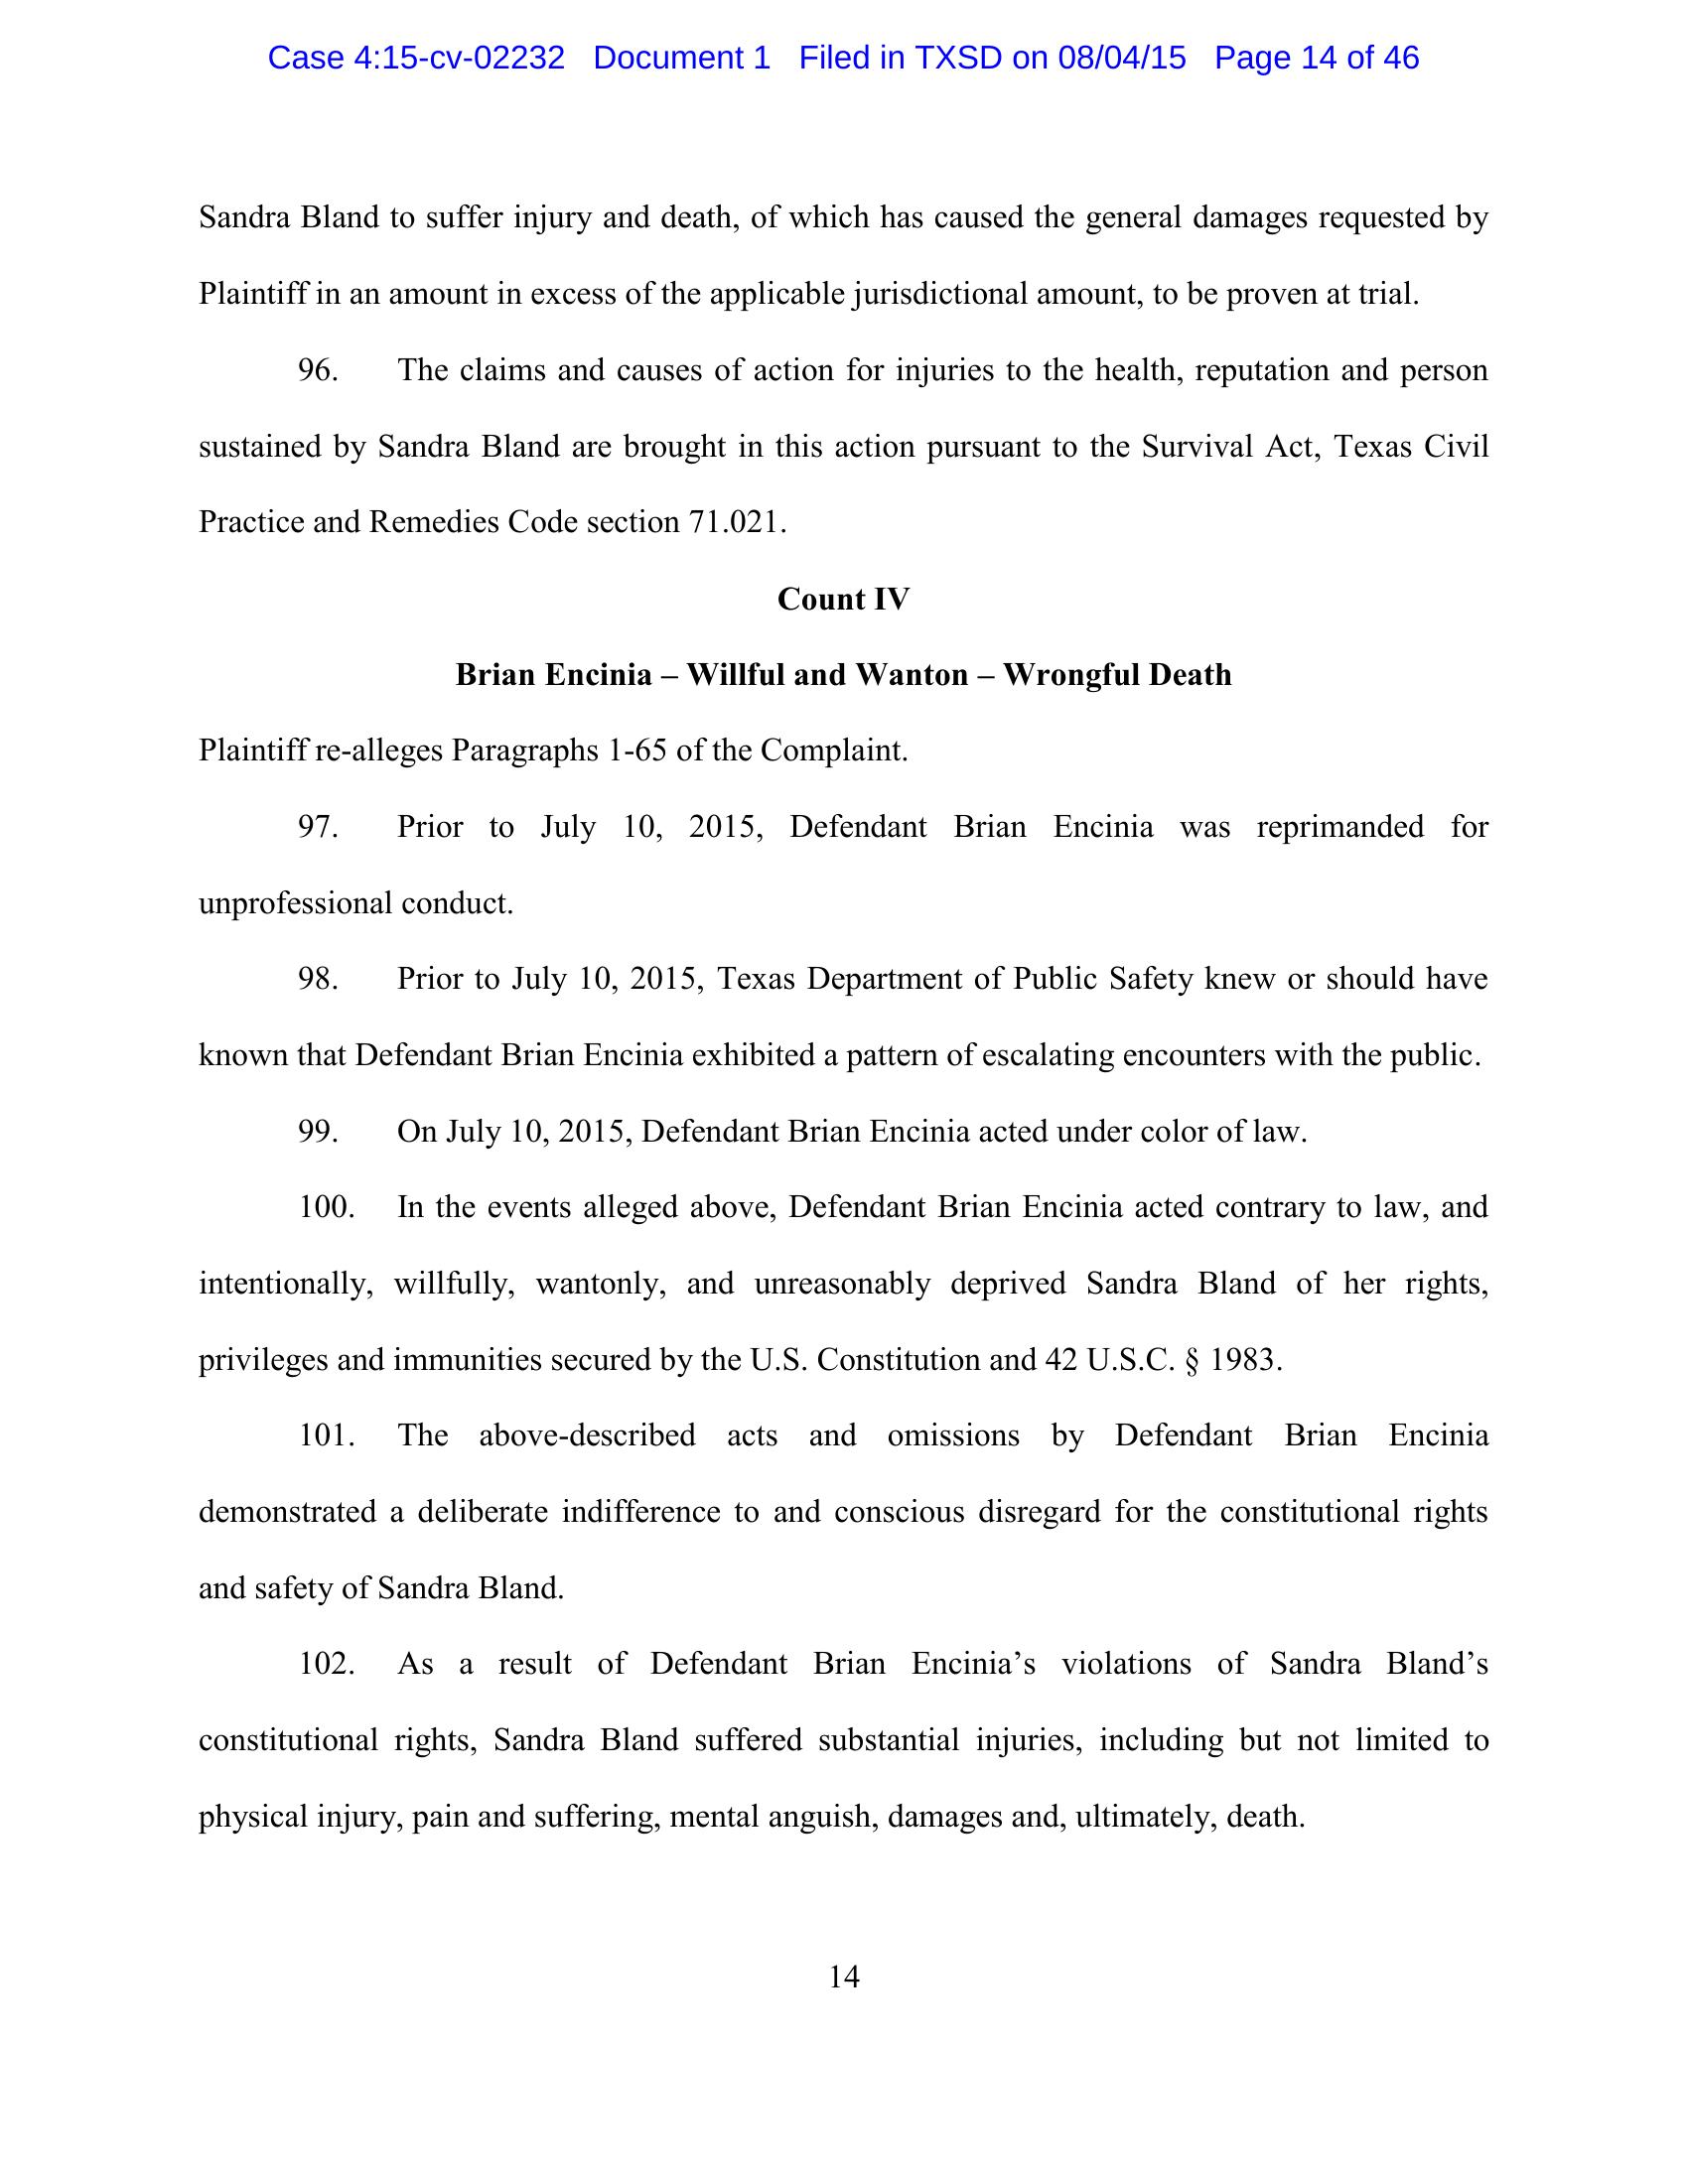 Case 4:15-cv-02232 Document 1 Filed in TXSD on 08/04/15 Page 14 of 46
Sandra Bland to suffer injury and death, of which has caused the general damages requested by
Plaintiff in an amount in excess of the applicable jurisdictional amount, to be proven at trial.
96. The claims and causes of action for injuries to the health, reputation and person
sustained by Sandra Bland are brought in this action pursuant to the Survival Act, Texas Civil
Practice and Remedies Code section 71.021.
Count IV
Brian Encinia – Willful and Wanton – Wrongful Death
Plaintiff re-alleges Paragraphs 1-65 of the Complaint.
97. Prior to July 10, 2015, Defendant Brian Encinia was reprimanded for
unprofessional conduct.
98. Prior to July 10, 2015, Texas Department of Public Safety knew or should have
known that Defendant Brian Encinia exhibited a pattern of escalating encounters with the public.
99. On July 10, 2015, Defendant Brian Encinia acted under color of law.
100. In the events alleged above, Defendant Brian Encinia acted contrary to law, and
intentionally, willfully, wantonly, and unreasonably deprived Sandra Bland of her rights,
privileges and immunities secured by the U.S. Constitution and 42 U.S.C. § 1983.
101. The above-described acts and omissions by Defendant Brian Encinia
demonstrated a deliberate indifference to and conscious disregard for the constitutional rights
and safety of Sandra Bland.
102. As a result of Defendant Brian Encinia’s violations of Sandra Bland’s
constitutional rights, Sandra Bland suffered substantial injuries, including but not limited to
physical injury, pain and suffering, mental anguish, damages and, ultimately, death.
14